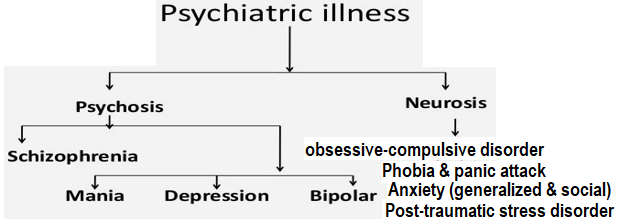 Psychiatric illness
Psychosis
Neurosis
Schizophrenia
obsessive-compulsive disorder
Phobia & panic attack
Anxiety (generalized & social)
Post-traumatic stress disorder
Mania
Depression
Bipolar